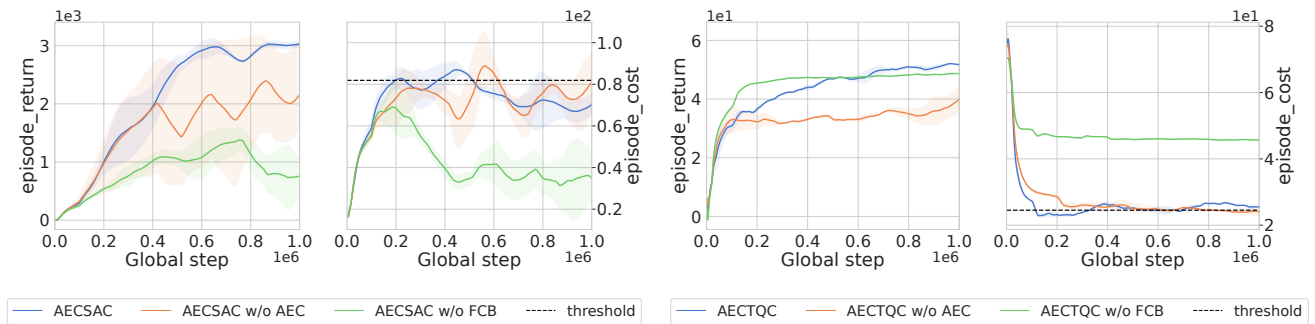 1e3
episode_return
3
2
1
0
0.0 0.2 0.4 0.6 0.8 1.0
Global step 1e6
1e2
episode_cost
1.0
0.8
0.6
0.4
0.2
0.0 0.2 0.4 0.6 0.8 1.0
Global step 1e6
AECSAC AECSAC w/o AEC AECSAC w/o FCB threshold
1e1
episode_return
6
4
2
0
0.0 0.2 0.4 0.6 0.8 1.0
Global step 1e6
1e1
episode_cost
8
6
4
2
0.0 0.2 0.4 0.6 0.8 1.0
Global step 1e6
AECTQC AECTQC w/o AEC AECTQC w/o FCB threshold